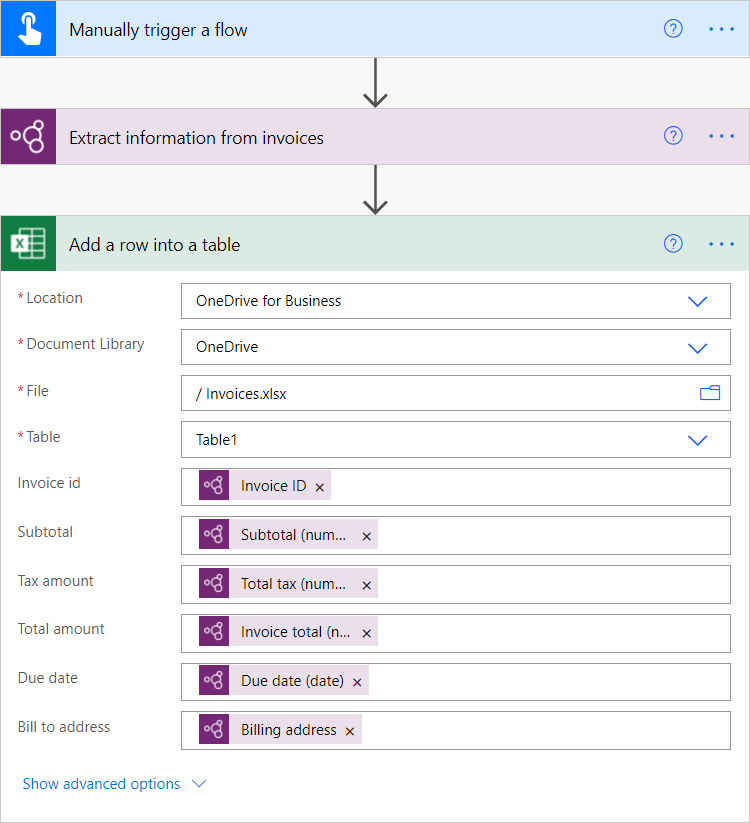 Manually trigger a flow
Extract information from invoices
Add a row into a table
* Location
OneDrive for Business
* Document Library
OneDrive
* File
/ Invoices.xlsx
* Table
Table1
Invoice id
Invoice ID ×
Subtotal
Subtotal (num... ×
Tax amount
Total tax (num... ×
Total amount
Invoice total (n... ×
Due date
Due date (date) ×
Bill to address
Billing address ×
Show advanced options